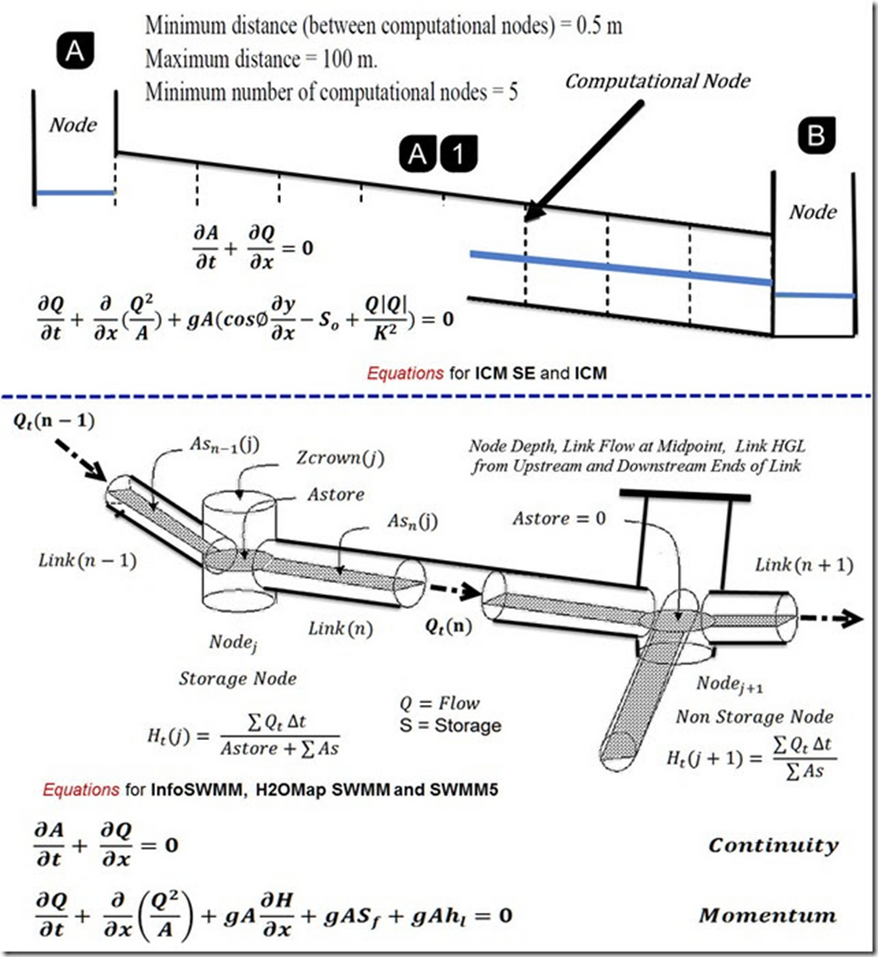 Minimum distance (between computational nodes) = 0.5 m
A
Maximum distance = 100 m.
Minimum number of computational nodes = 5
Computational Node
Node
A 1
B
Node
∂A/∂t + ∂Q/∂x = 0
∂Q/∂t + ∂/∂x(Q²/A) + gA(cosØ ∂y/∂x − Sₒ + Q|Q|/K²) = 0
Equations for ICM SE and ICM
Qₜ(n − 1)
Asₙ₋₁(j)
Zcrown(j)
Astore
Asₙ(j)
Node Depth, Link Flow at Midpoint, Link HGL
from Upstream and Downstream Ends of Link
Astore = 0
Link(n − 1)
Link(n + 1)
Link(n)
Qₜ(n)
Nodeⱼ
Storage Node
Hₜ(j) = ∑Qₜ Δt / Astore + ∑As
Q = Flow
S = Storage
Nodeⱼ₊₁
Non Storage Node
Hₜ(j + 1) = ∑Qₜ Δt / ∑As
Equations for InfoSWMM, H2OMap SWMM and SWMM5
∂A/∂t + ∂Q/∂x = 0
Continuity
∂Q/∂t + ∂/∂x(Q²/A) + gA ∂H/∂x + gAS_f + gAhₗ = 0
Momentum